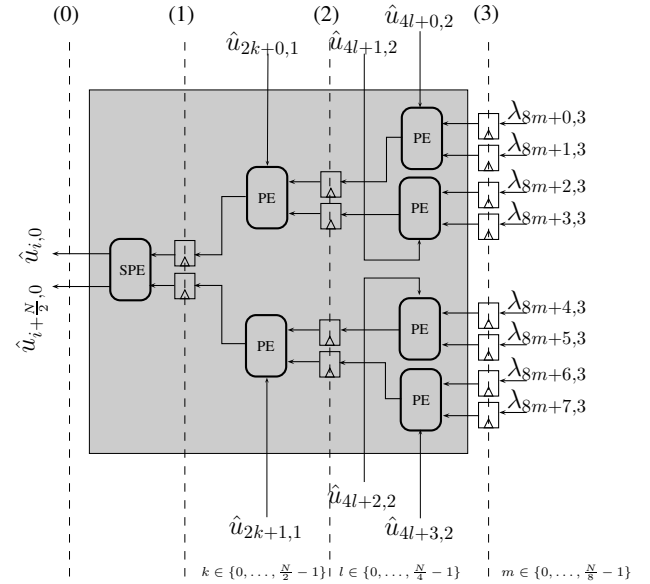 (0) (1) (2) (3)
û_{4l+0,2}
û_{2k+0,1} û_{4l+1,2}
λ_{8m+0,3}
PE
λ_{8m+1,3}
λ_{8m+2,3}
PE PE
λ_{8m+3,3}
û_{i,0}
SPE
û_{i+\frac{N}{2},0}
λ_{8m+4,3}
PE PE
λ_{8m+5,3}
λ_{8m+6,3}
PE
λ_{8m+7,3}
û_{4l+2,2}
û_{2k+1,1} û_{4l+3,2}
k ∈ {0, . . . , \frac{N}{2} − 1} l ∈ {0, . . . , \frac{N}{4} − 1} m ∈ {0, . . . , \frac{N}{8} − 1}